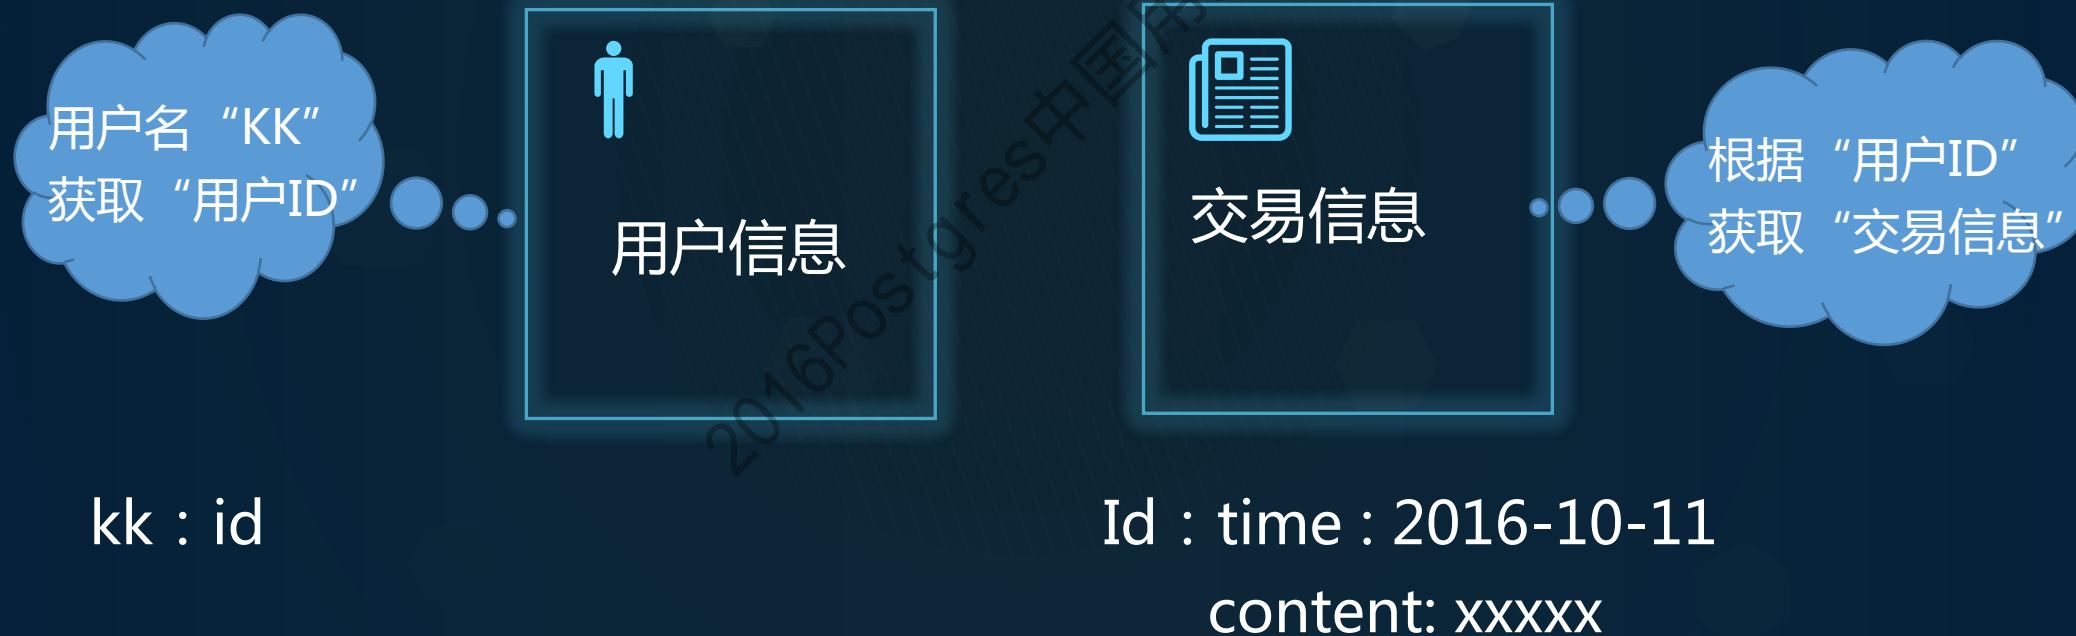 用户名“KK”
获取“用户ID”
用户信息
交易信息
根据“用户ID”
获取“交易信息”
kk：id
Id：time：2016-10-11
content: xxxxx
2016Postgres中国用